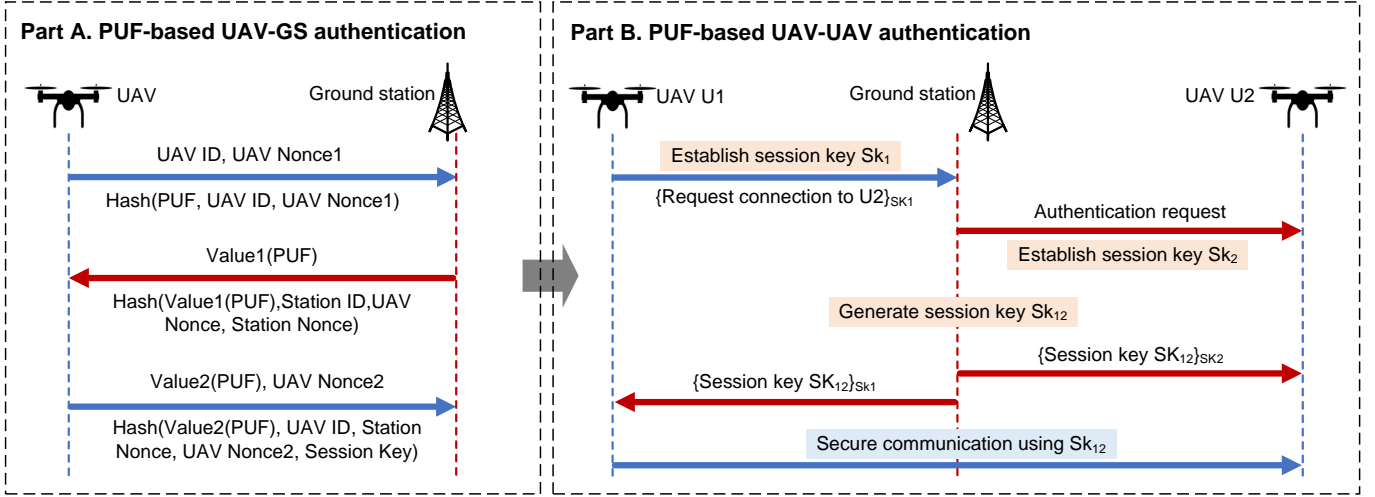 Part A. PUF-based UAV-GS authentication
UAV
Ground station
UAV ID, UAV Nonce1
Hash(PUF, UAV ID, UAV Nonce1)
Value1(PUF)
Hash(Value1(PUF),Station ID,UAV
Nonce, Station Nonce)
Value2(PUF), UAV Nonce2
Hash(Value2(PUF), UAV ID, Station
Nonce, UAV Nonce2, Session Key)
Part B. PUF-based UAV-UAV authentication
UAV U1
Ground station
UAV U2
Establish session key Sk₁
{Request connection to U2}SK1
Authentication request
Establish session key Sk₂
Generate session key Sk₁₂
{Session key SK₁₂}SK2
{Session key SK₁₂}Sk1
Secure communication using Sk₁₂